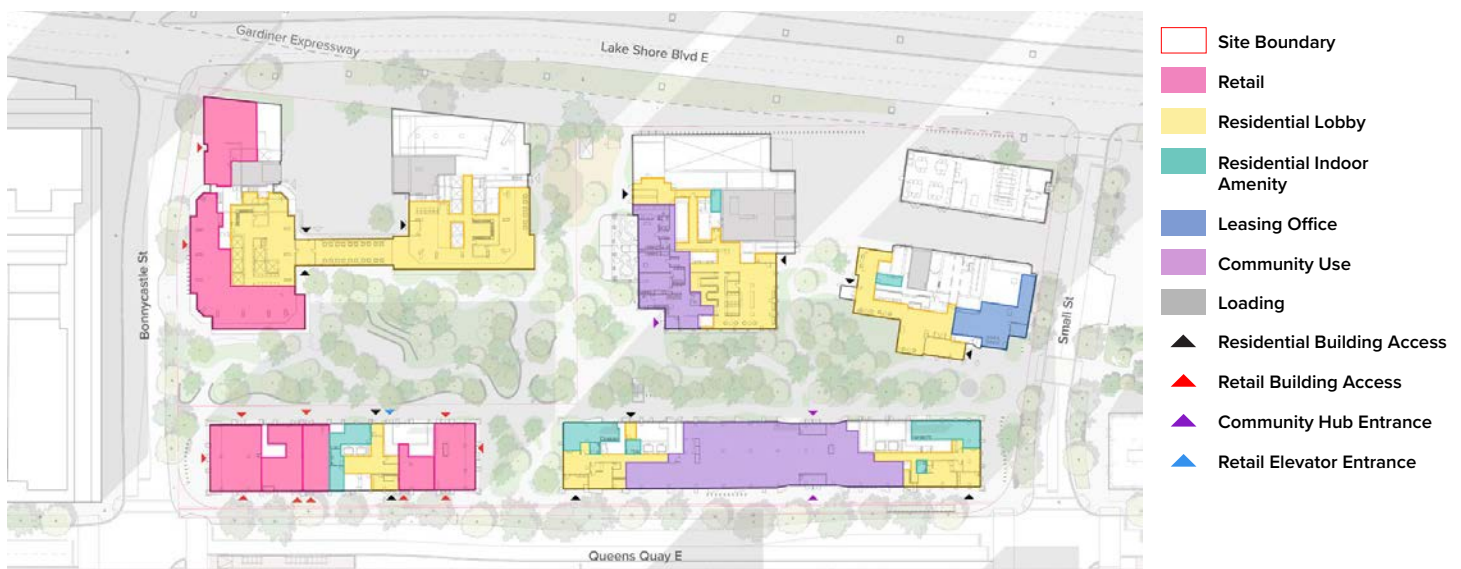 Gardiner Expressway
Lake Shore Blvd E
Bonnycastle St
Small St
Queens Quay E
Site Boundary
Retail
Residential Lobby
Residential Indoor
Amenity
Leasing Office
Community Use
Loading
Residential Building Access
Retail Building Access
Community Hub Entrance
Retail Elevator Entrance